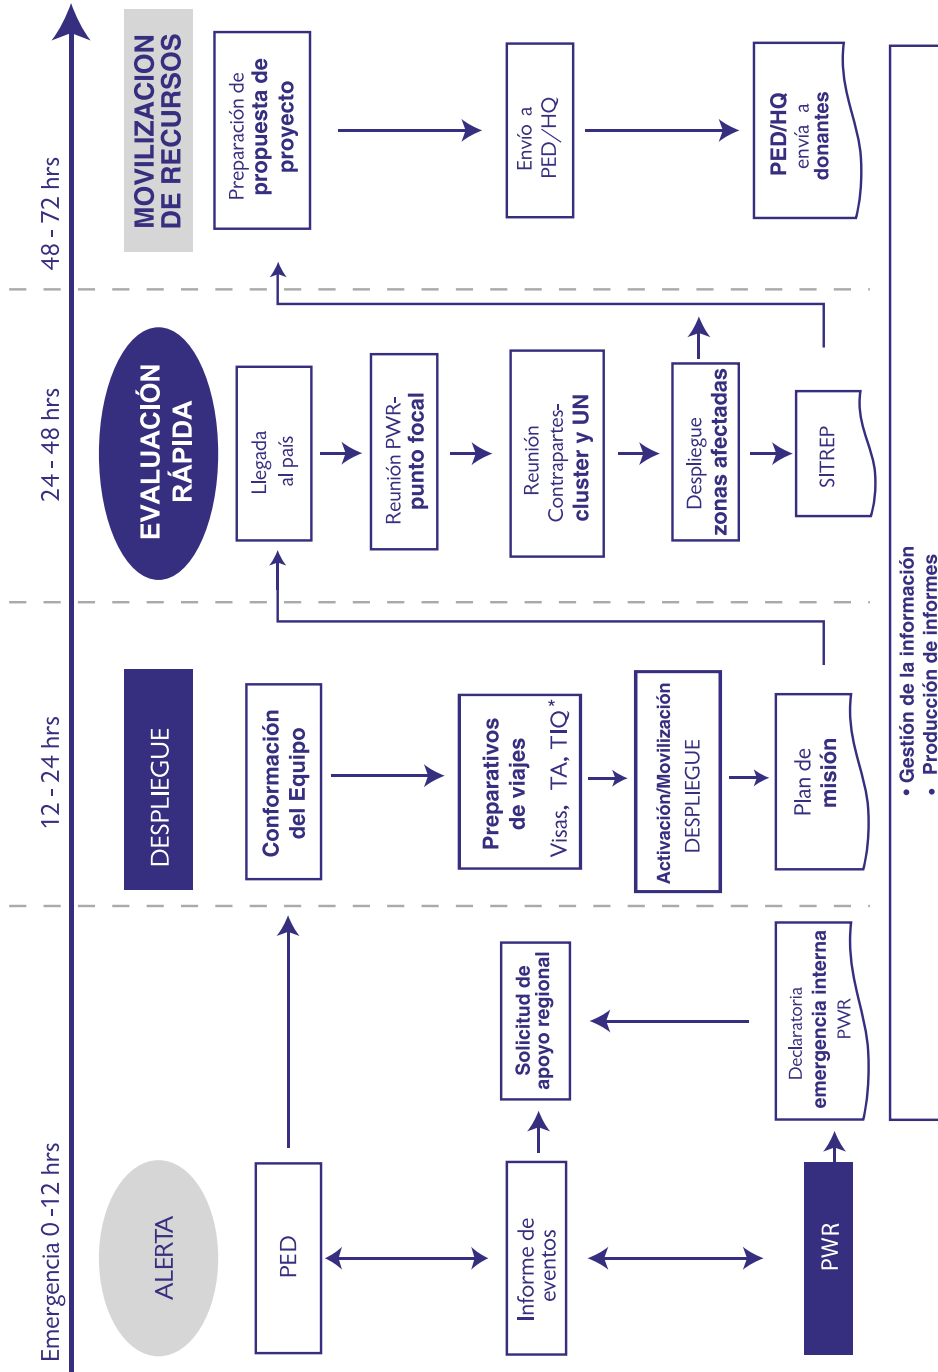 Emergencia 0 -12 hrs
12 - 24 hrs
24 - 48 hrs
48 - 72 hrs
ALERTA
DESPLIEGUE
EVALUACIÓN
RÁPIDA
MOVILIZACION
DE RECURSOS
PED
Informe de
eventos
PWR
Solicitud de
apoyo regional
Declaratoria
emergencia interna
PWR
Conformación
del Equipo
Preparativos
de viajes
Visas, TA, TIQ*
Activación/Movilización
DESPLIEGUE
Plan de
misión
Llegada
al país
Reunión PWR-
punto focal
Reunión
Contrapartes-
cluster y UN
Despliegue
zonas afectadas
SITREP
Preparación de
propuesta de
proyecto
Envío a
PED/HQ
PED/HQ
envía a
donantes
• Gestión de la información
• Producción de informes